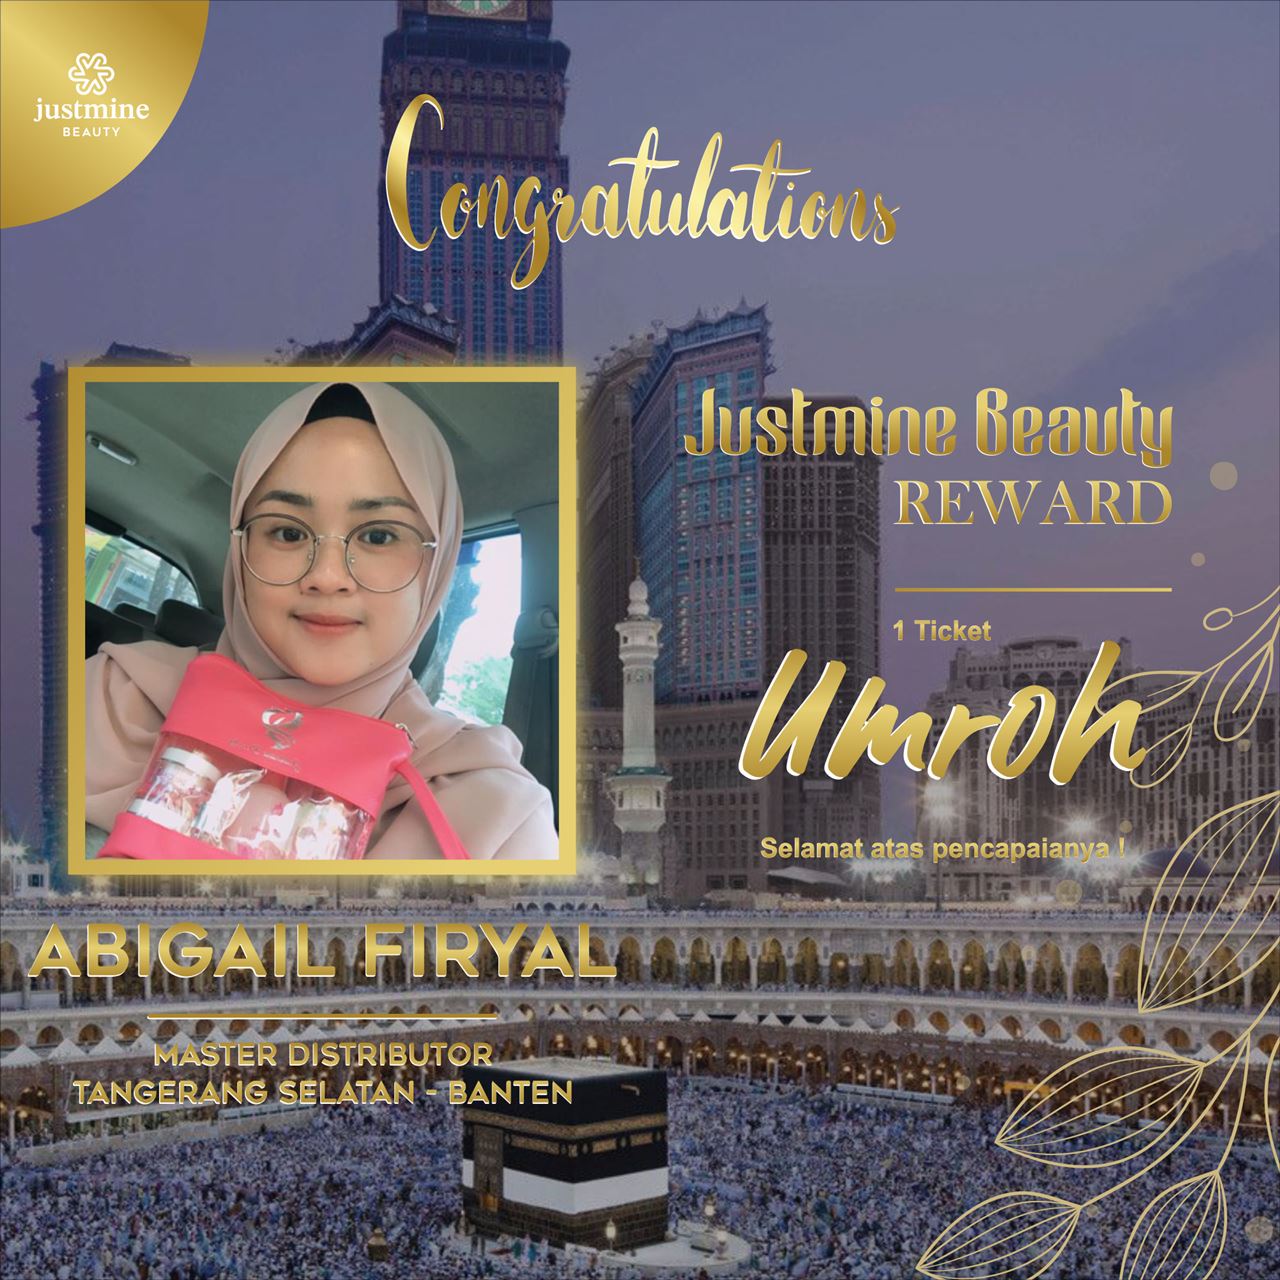 justmine
BEAUTY
Congratulations
Justmine Beauty
REWARD
1 Ticket
Umroh
Selamat atas pencapaianya !
ABIGAIL FIRYAL
MASTER DISTRIBUTOR
TANGERANG SELATAN - BANTEN